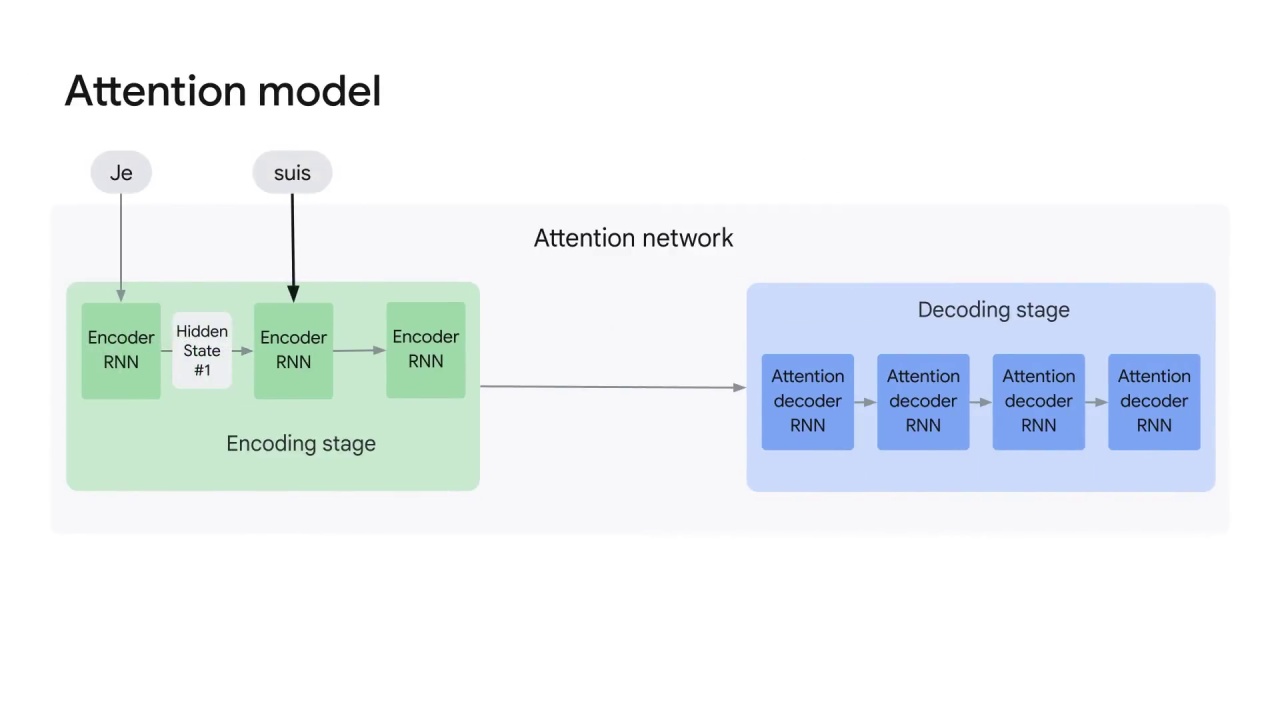 Attention model
Je
suis
Attention network
Encoder
RNN
Hidden
State
#1
Encoder
RNN
Encoder
RNN
Encoding stage
Decoding stage
Attention
decoder
RNN
Attention
decoder
RNN
Attention
decoder
RNN
Attention
decoder
RNN